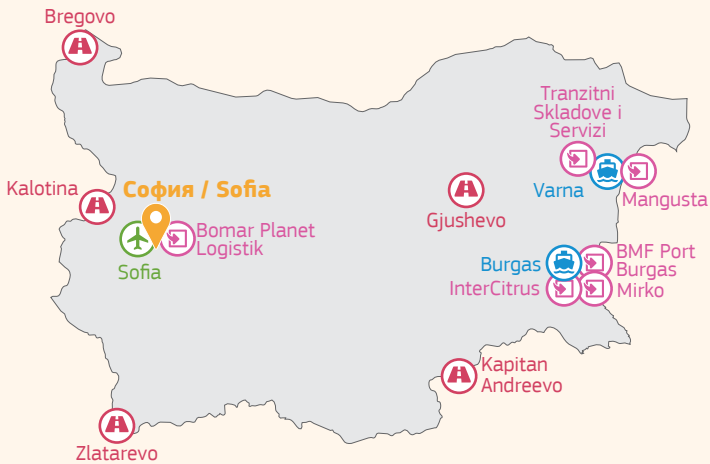 Bregovo
Tranzitni
Skladove i
Servizi
Kalotina
София / Sofia
Varna
Mangusta
Gjushevo
Bomar Planet
Logistik
Sofia
Burgas
BMF Port
Burgas
InterCitrus
Mirko
Kapitan
Andreevo
Zlatarevo